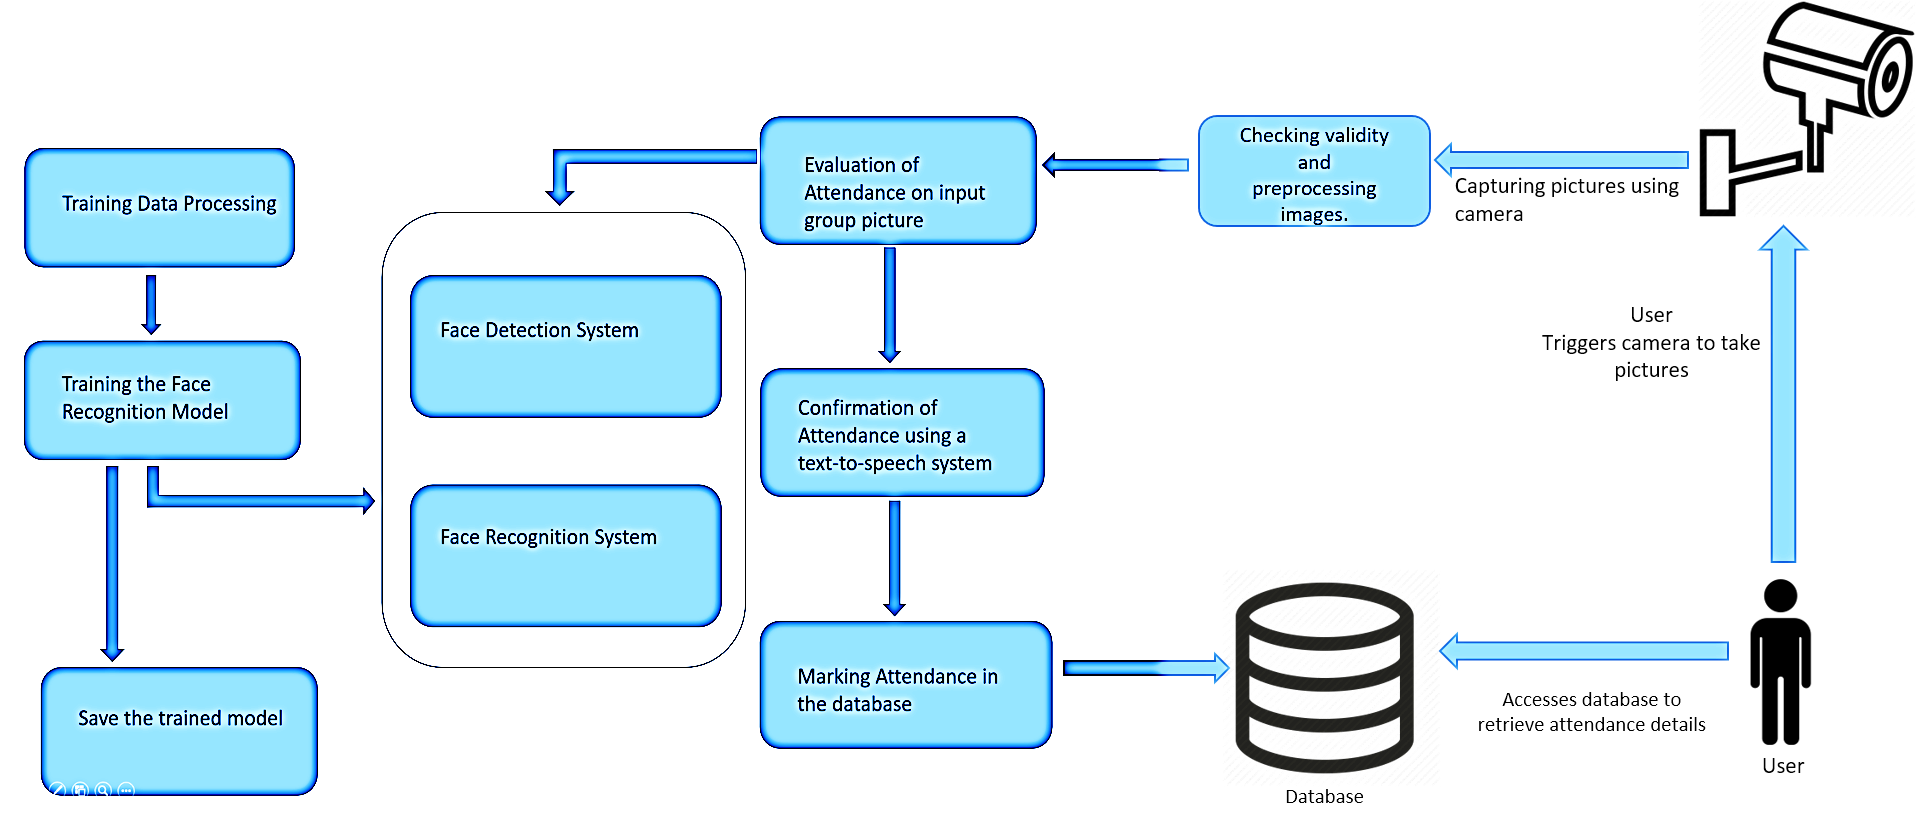 Training Data Processing
Training the Face
Recognition Model
Save the trained model
Face Detection System
Face Recognition System
Evaluation of
Attendance on input
group picture
Confirmation of
Attendance using a
text-to-speech system
Marking Attendance in
the database
Checking validity
and
preprocessing
images.
Capturing pictures using
camera
User
Triggers camera to take
pictures
Accesses database to
retrieve attendance details
User
Database